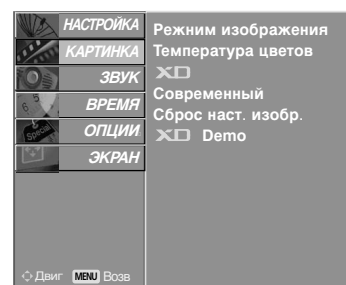 НАСТРОЙКА
КАРТИНКА
ЗВУК
ВРЕМЯ
ОПЦИИ
ЭКРАН
Режним изображения
Температура цветов
XD
Современный
Сброс наст. изобр.
XD Demo
Двиг MENU Возв